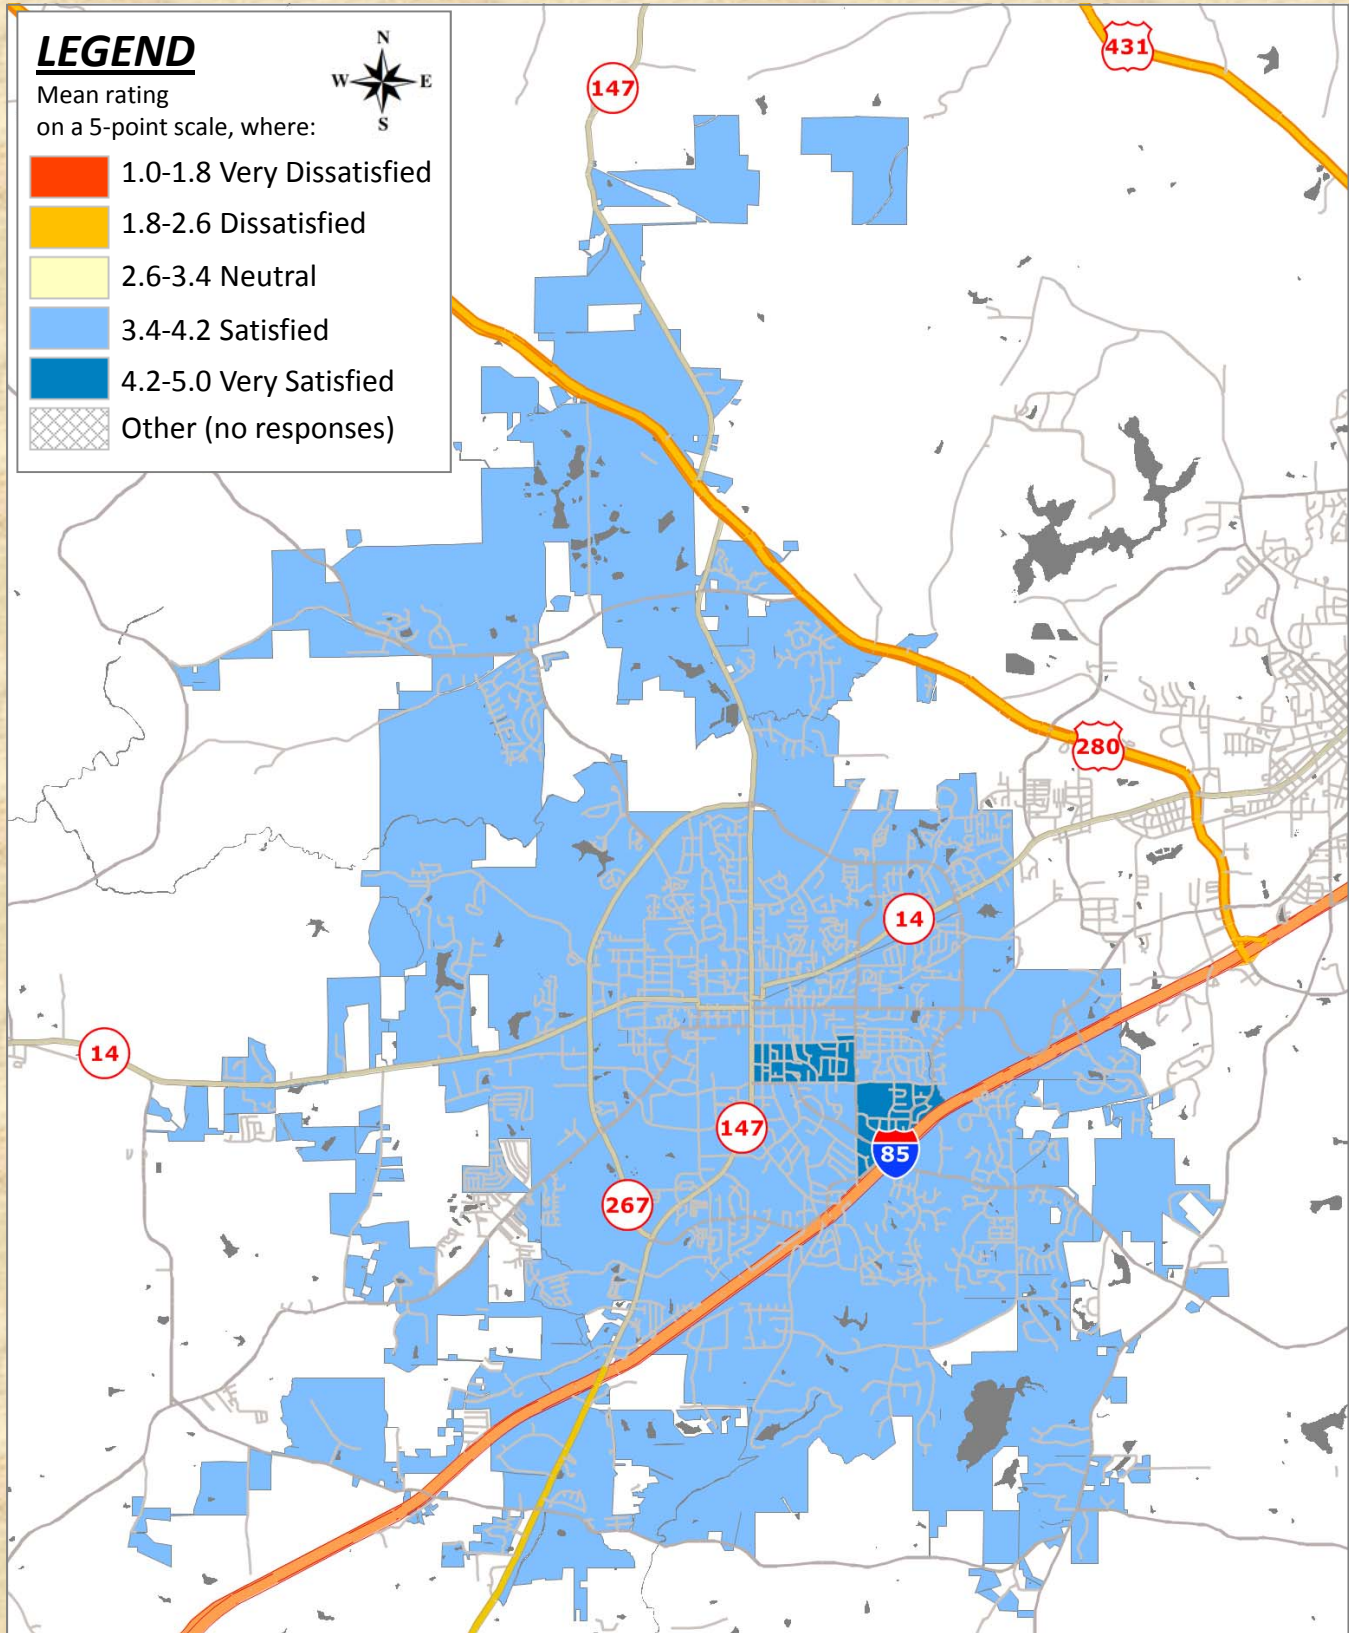 LEGEND
Mean rating
on a 5-point scale, where:
N
W E
S
1.0-1.8 Very Dissatisfied
1.8-2.6 Dissatisfied
2.6-3.4 Neutral
3.4-4.2 Satisfied
4.2-5.0 Very Satisfied
Other (no responses)
431
147
280
14
14
147
85
267